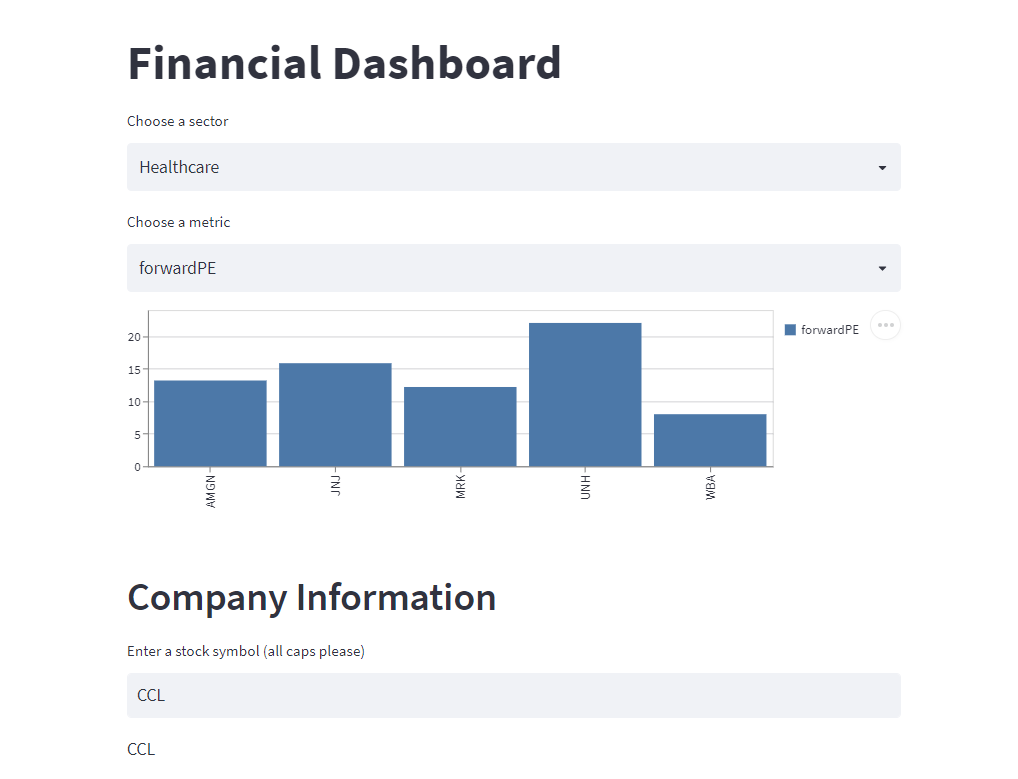 Financial Dashboard
Choose a sector
Healthcare
Choose a metric
forwardPE
20
15
10
5
0
AMGN
JNJ
MRK
UNH
WBA
forwardPE
Company Information
Enter a stock symbol (all caps please)
CCL
CCL